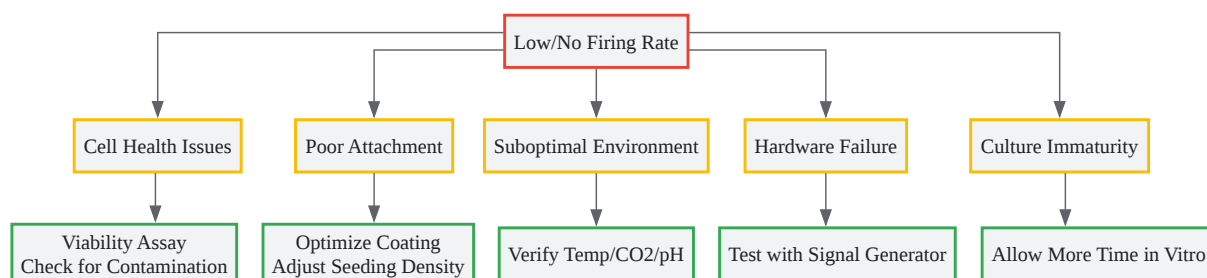 Low/No Firing Rate
Cell Health Issues
Poor Attachment
Suboptimal Environment
Hardware Failure
Culture Immaturity
Viability Assay
Check for Contamination
Optimize Coating
Adjust Seeding Density
Verify Temp/CO2/pH
Test with Signal Generator
Allow More Time in Vitro